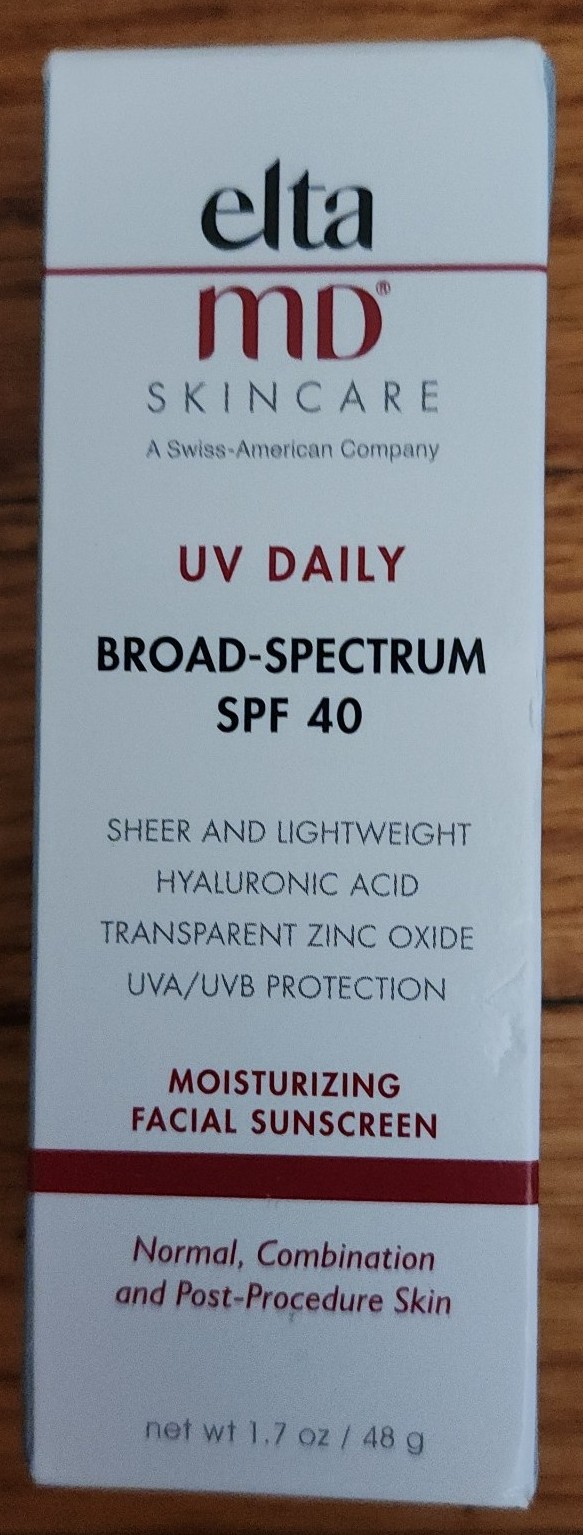 elta
MD®
SKINCARE
A Swiss-American Company
UV DAILY
BROAD-SPECTRUM
SPF 40
SHEER AND LIGHTWEIGHT
HYALURONIC ACID
TRANSPARENT ZINC OXIDE
UVA/UVB PROTECTION
MOISTURIZING
FACIAL SUNSCREEN
Normal, Combination
and Post-Procedure Skin
net wt 1.7 oz / 48 g